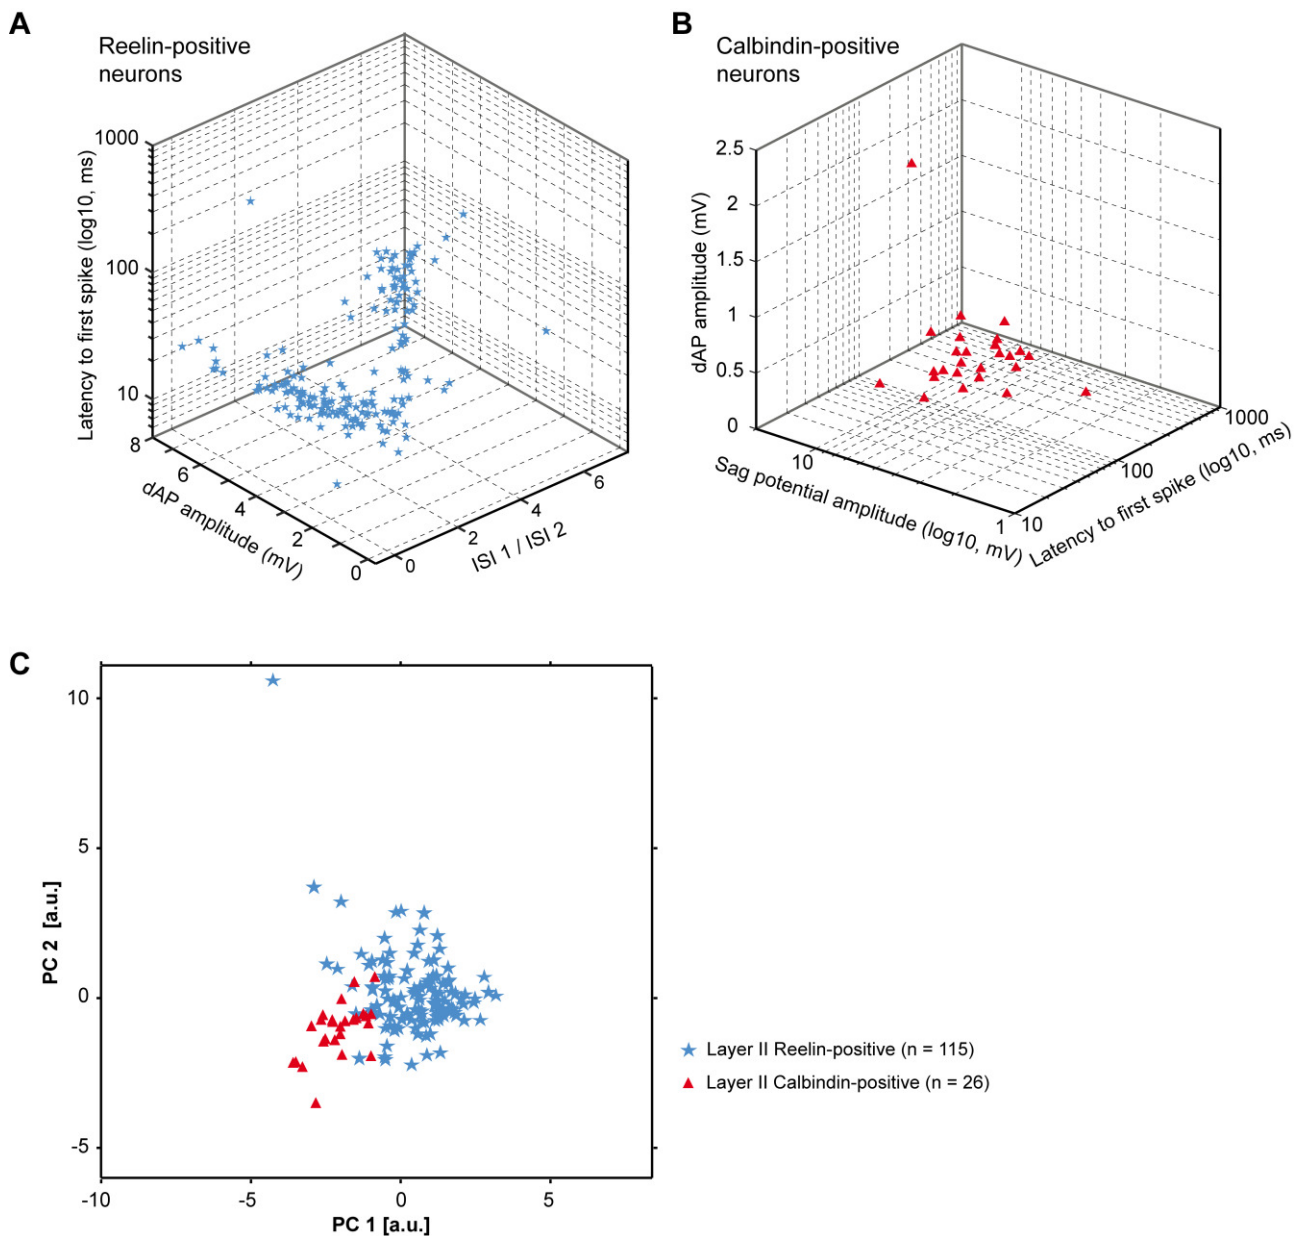 A
Reelin-positive
neurons
1000
100
10
Latency to first spike (log10, ms)
8
6
4
2
0
dAP amplitude (mV)
0
2
4
6
ISI 1 / ISI 2
B
Calbindin-positive
neurons
2.5
2
1.5
1
0.5
0
dAP amplitude (mV)
10
1
Sag potential amplitude (log10, mV)
10
100
1000
Latency to first spike (log10, ms)
C
10
5
0
-5
PC 2 [a.u.]
-10
-5
0
5
PC 1 [a.u.]
Layer II Reelin-positive (n = 115)
Layer II Calbindin-positive (n = 26)